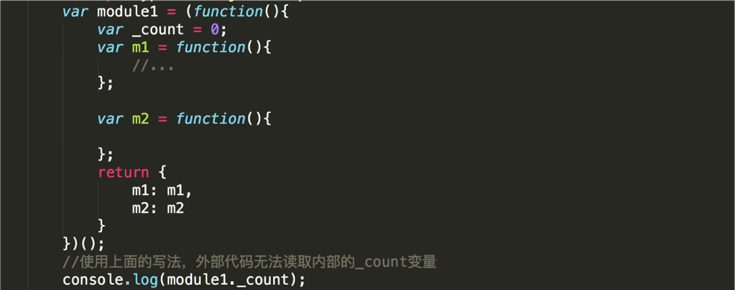 var module1 = (function(){
var _count = 0;
var m1 = function(){
//...
};
var m2 = function(){
};
return {
m1: m1,
m2: m2
}
})();
//使用上面的写法，外部代码无法读取内部的_count变量
console.log(module1._count);